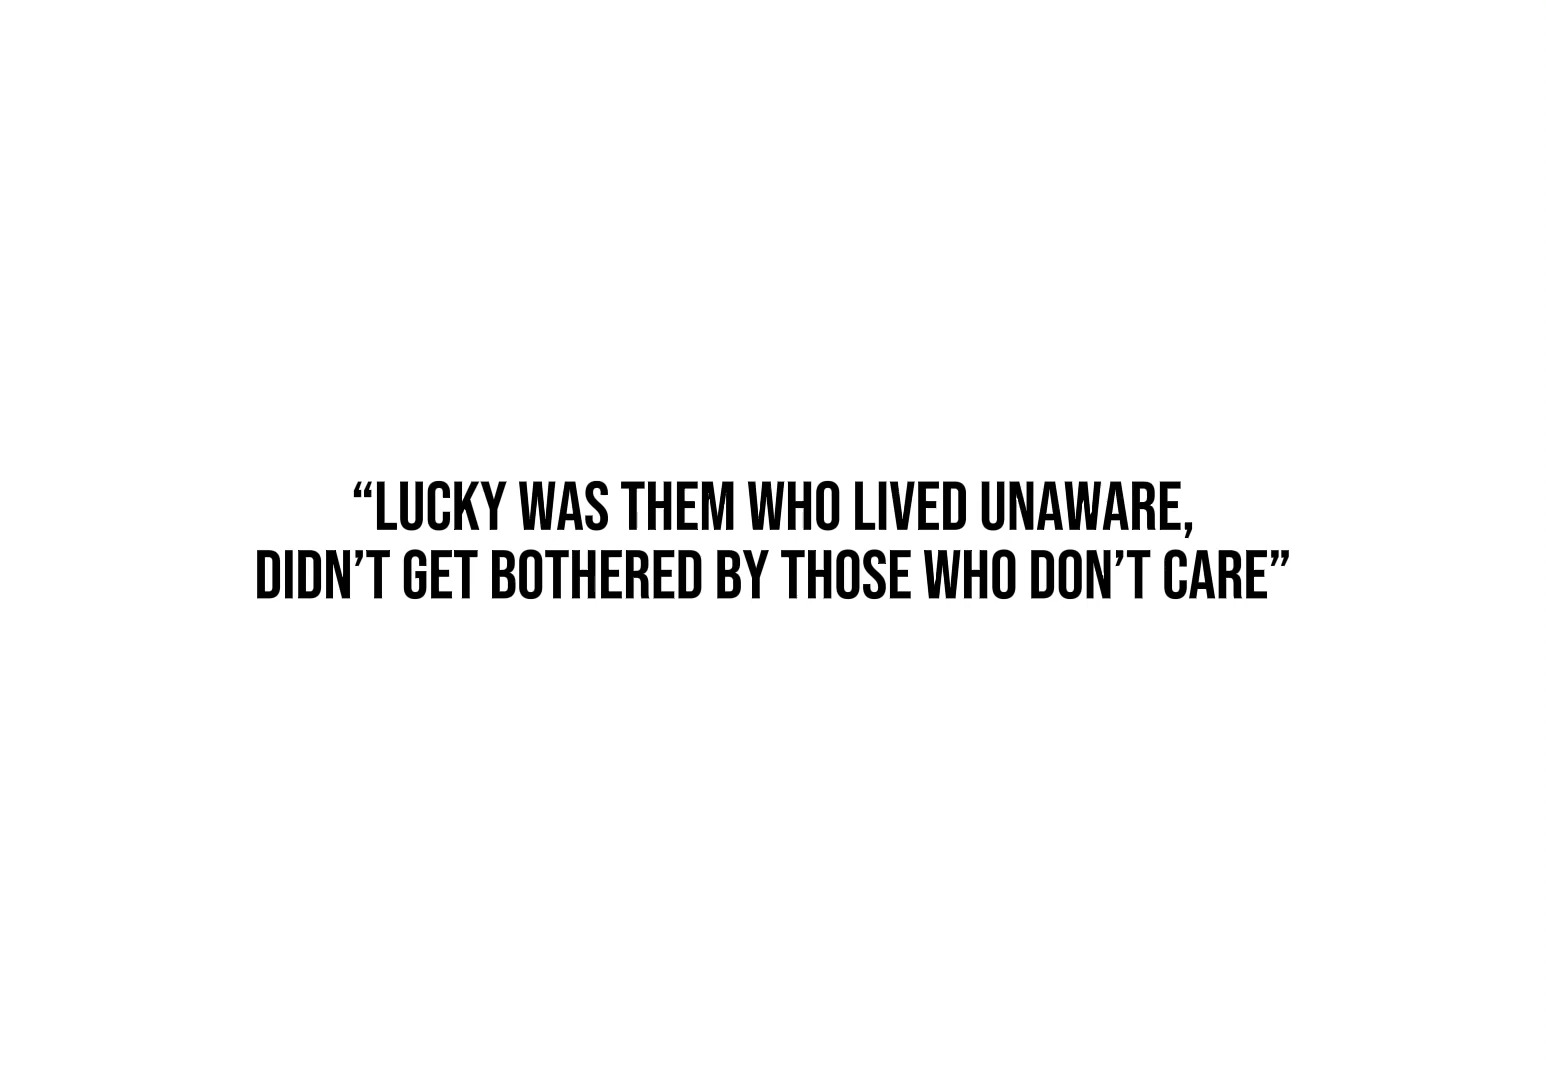 “LUCKY WAS THEM WHO LIVED UNAWARE,
DIDN’T GET BOTHERED BY THOSE WHO DON’T CARE”